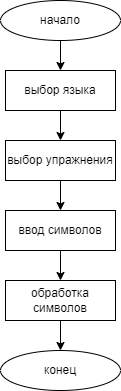 начало
выбор языка
выбор упражнения
ввод символов
обработка
символов
конец